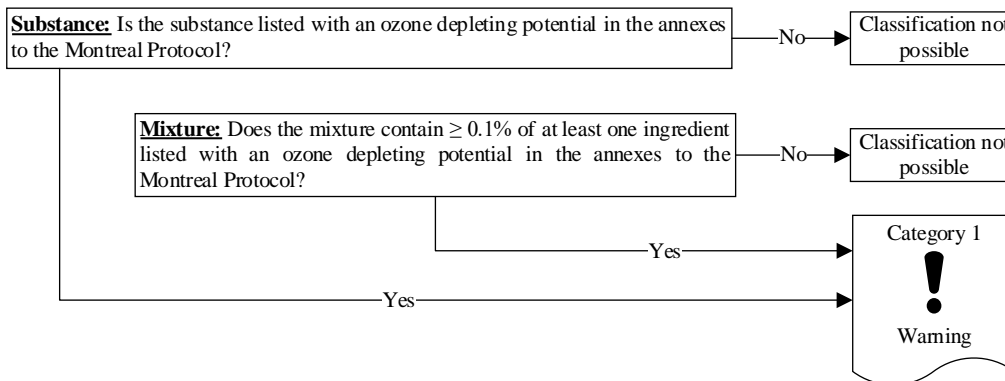 Substance: Is the substance listed with an ozone depleting potential in the annexes
to the Montreal Protocol?
No
Classification not
possible
Mixture: Does the mixture contain ≥ 0.1% of at least one ingredient
listed with an ozone depleting potential in the annexes to the
Montreal Protocol?
No
Classification not
possible
Yes
Yes
Category 1
Warning